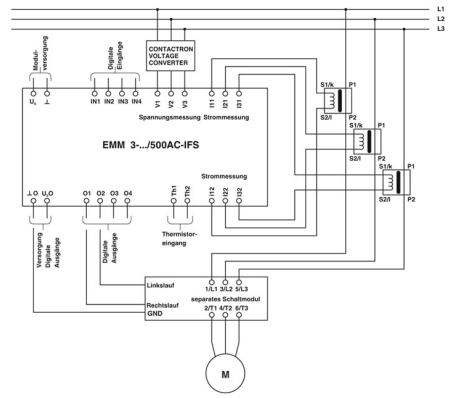 L1
L2
L3
Modul-
versorgung
Digitale
Eingänge
CONTACTRON
VOLTAGE
CONVERTER
Us ⊥ IN1 IN2 IN3 IN4 V1 V2 V3 I11 I21 I31
Spannungsmessung Strommessung
EMM 3-.../500AC-IFS
Strommessung
⊥O UsO O1 O2 O3 O4 Th1 Th2 I12 I22 I32
S1/k P1
S2/l P2
S1/k P1
S2/l P2
S1/k P1
S2/l P2
Versorgung
Digitale
Ausgänge
Digitale
Ausgänge
Thermistor-
eingang
Linkslauf
1/L1 3/L2 5/L3
separates Schaltmodul
Rechtslauf
GND
2/T1 4/T2 6/T3
M